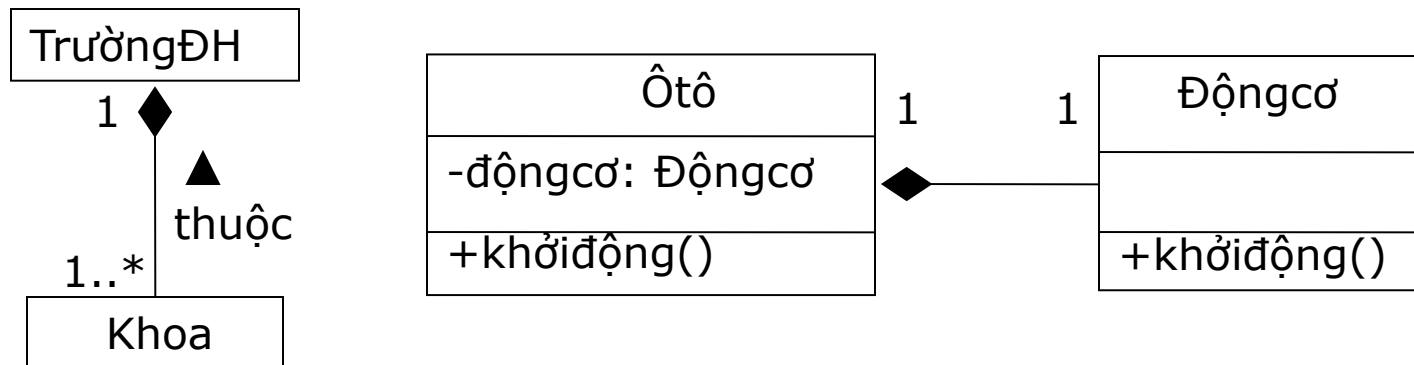 TrườngĐH
1
thuộc
1..*
Khoa
Ôtô
-độngcơ: Độngcơ
+khởiđộng()
1
1
Độngcơ
+khởiđộng()